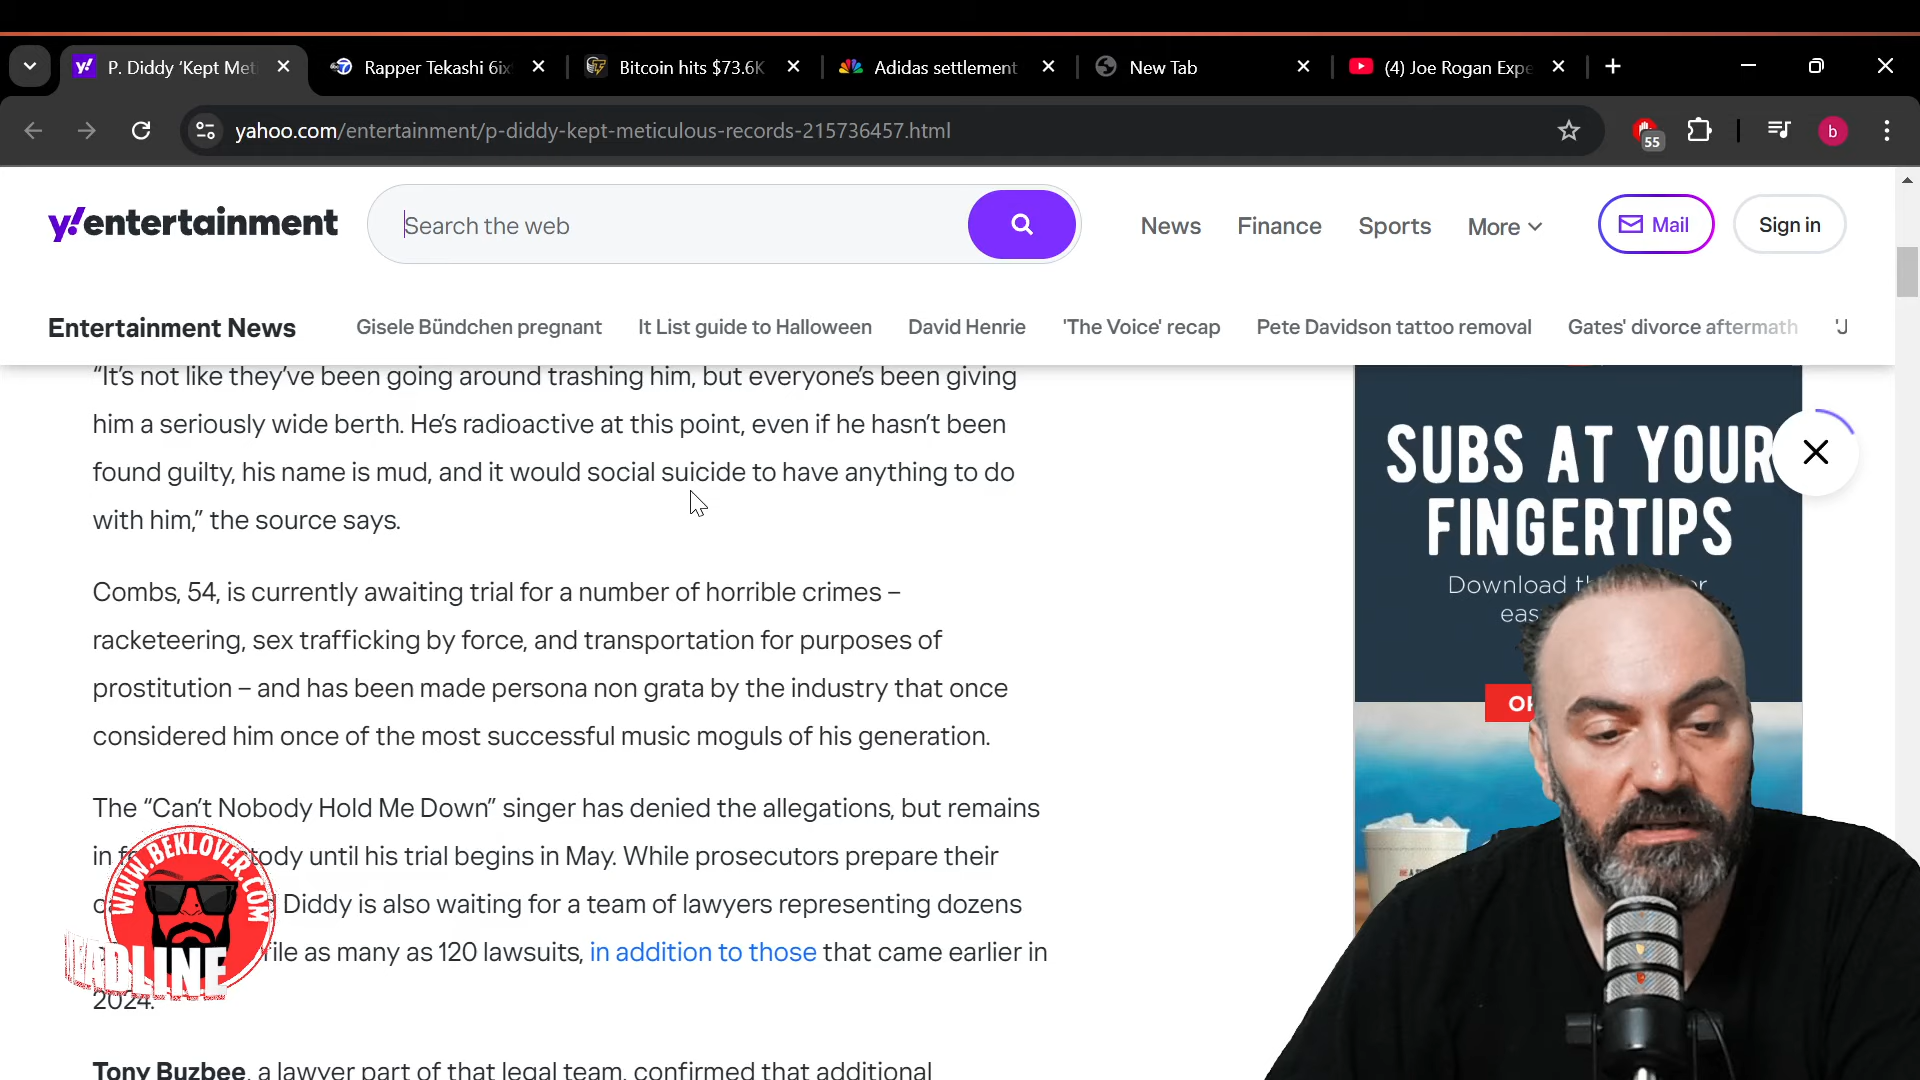 P. Diddy ‘Kept Met
Rapper Tekashi 6ix
Bitcoin hits $73.6K
Adidas settlement
New Tab
(4) Joe Rogan Expe
yahoo.com/entertainment/p-diddy-kept-meticulous-records-215736457.html
55
b
y!entertainment
Search the web
News
Finance
Sports
More
Mail
Sign in
Entertainment News
Gisele Bündchen pregnant
It List guide to Halloween
David Henrie
'The Voice' recap
Pete Davidson tattoo removal
Gates' divorce aftermath
'J
“It’s not like they’ve been going around trashing him, but everyone’s been giving
him a seriously wide berth. He’s radioactive at this point, even if he hasn’t been
found guilty, his name is mud, and it would social suicide to have anything to do
with him,” the source says.
Combs, 54, is currently awaiting trial for a number of horrible crimes –
racketeering, sex trafficking by force, and transportation for purposes of
prostitution – and has been made persona non grata by the industry that once
considered him once of the most successful music moguls of his generation.
The “Can’t Nobody Hold Me Down” singer has denied the allegations, but remains
in tody until his trial begins in May. While prosecutors prepare their
Diddy is also waiting for a team of lawyers representing dozens
file as many as 120 lawsuits, in addition to those that came earlier in
2024.
Tony Buzbee, a lawyer part of that legal team, confirmed that additional
SUBS AT YOUR
FINGERTIPS
Download
eas
WWW.BEKLOVER.COM